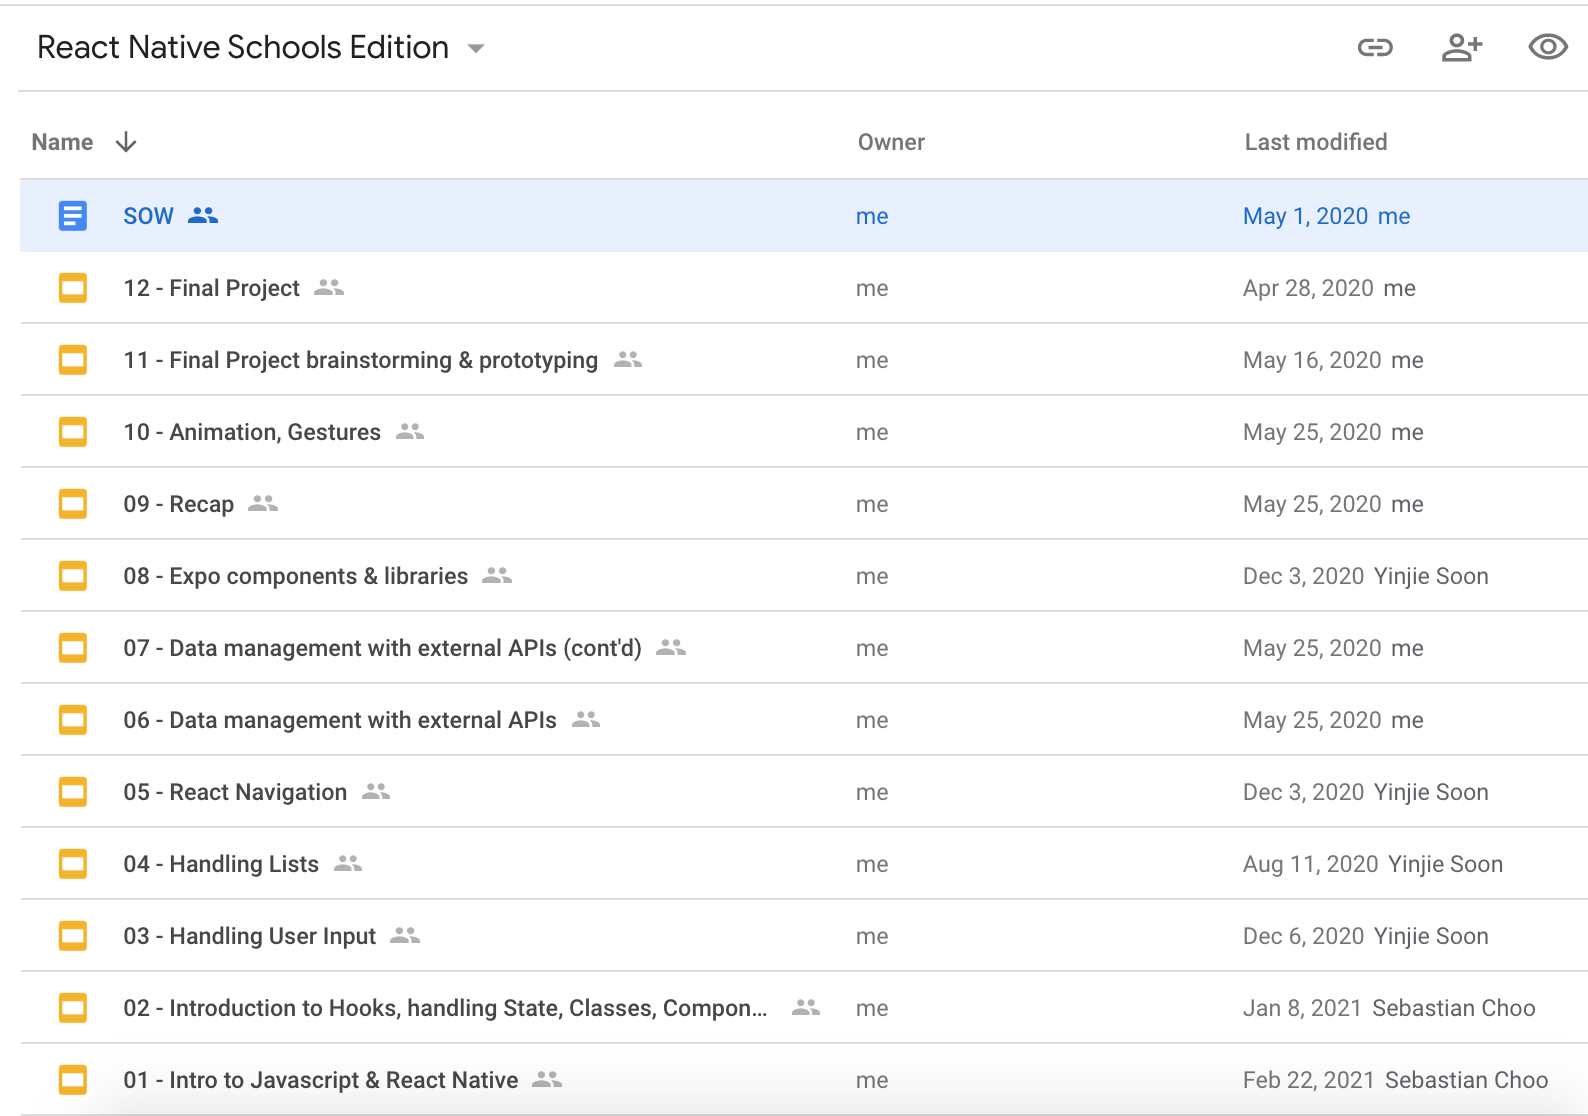 React Native Schools Edition
Name Owner Last modified
SOW me May 1, 2020 me
12 - Final Project me Apr 28, 2020 me
11 - Final Project brainstorming & prototyping me May 16, 2020 me
10 - Animation, Gestures me May 25, 2020 me
09 - Recap me May 25, 2020 me
08 - Expo components & libraries me Dec 3, 2020 Yinjie Soon
07 - Data management with external APIs (cont'd) me May 25, 2020 me
06 - Data management with external APIs me May 25, 2020 me
05 - React Navigation me Dec 3, 2020 Yinjie Soon
04 - Handling Lists me Aug 11, 2020 Yinjie Soon
03 - Handling User Input me Dec 6, 2020 Yinjie Soon
02 - Introduction to Hooks, handling State, Classes, Compon... me Jan 8, 2021 Sebastian Choo
01 - Intro to Javascript & React Native me Feb 22, 2021 Sebastian Choo